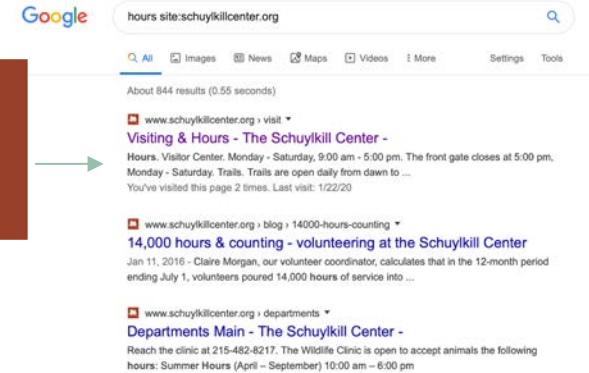 Google
hours site:schuylkillcenter.org
All Images News Maps Videos More Settings Tools
About 844 results (0.55 seconds)
www.schuylkillcenter.org › visit
Visiting & Hours - The Schuylkill Center -
Hours. Visitor Center. Monday - Saturday, 9:00 am - 5:00 pm. The front gate closes at 5:00 pm,
Monday - Saturday. Trails. Trails are open daily from dawn to ...
You've visited this page 2 times. Last visit: 1/22/20
www.schuylkillcenter.org › blog › 14000-hours-counting
14,000 hours & counting - volunteering at the Schuylkill Center
Jan 11, 2016 - Claire Morgan, our volunteer coordinator, calculates that in the 12-month period
ending July 1, volunteers poured 14,000 hours of service into ...
www.schuylkillcenter.org › departments
Departments Main - The Schuylkill Center -
Reach the clinic at 215-482-8217. The Wildlife Clinic is open to accept animals the following
hours: Summer Hours (April – September) 10:00 am – 6:00 pm